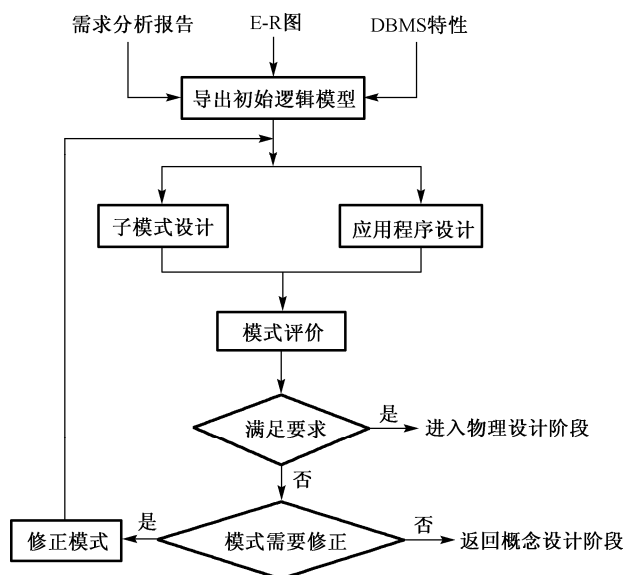 需求分析报告
E-R图
DBMS特性
导出初始逻辑模型
子模式设计
应用程序设计
模式评价
满足要求
是
进入物理设计阶段
否
修正模式
是
模式需要修正
否
返回概念设计阶段